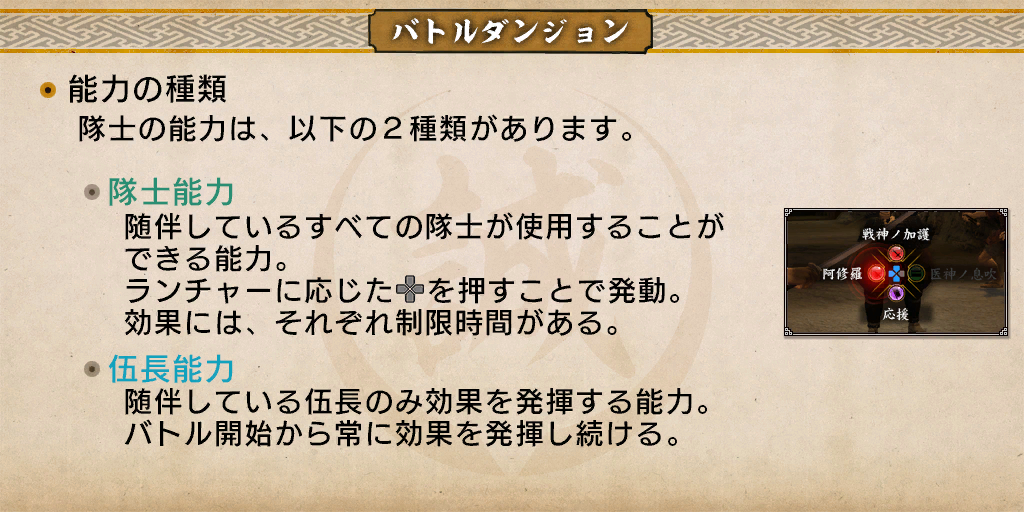 バトルダンジョン
能力の種類
隊士の能力は、以下の２種類があります。
隊士能力
随伴しているすべての隊士が使用することが
できる能力。
ランチャーに応じた を押すことで発動。
効果には、それぞれ制限時間がある。
伍長能力
随伴している伍長のみ効果を発揮する能力。
バトル開始から常に効果を発揮し続ける。
戦神ノ加護
阿修羅
医神ノ息吹
応援
誠